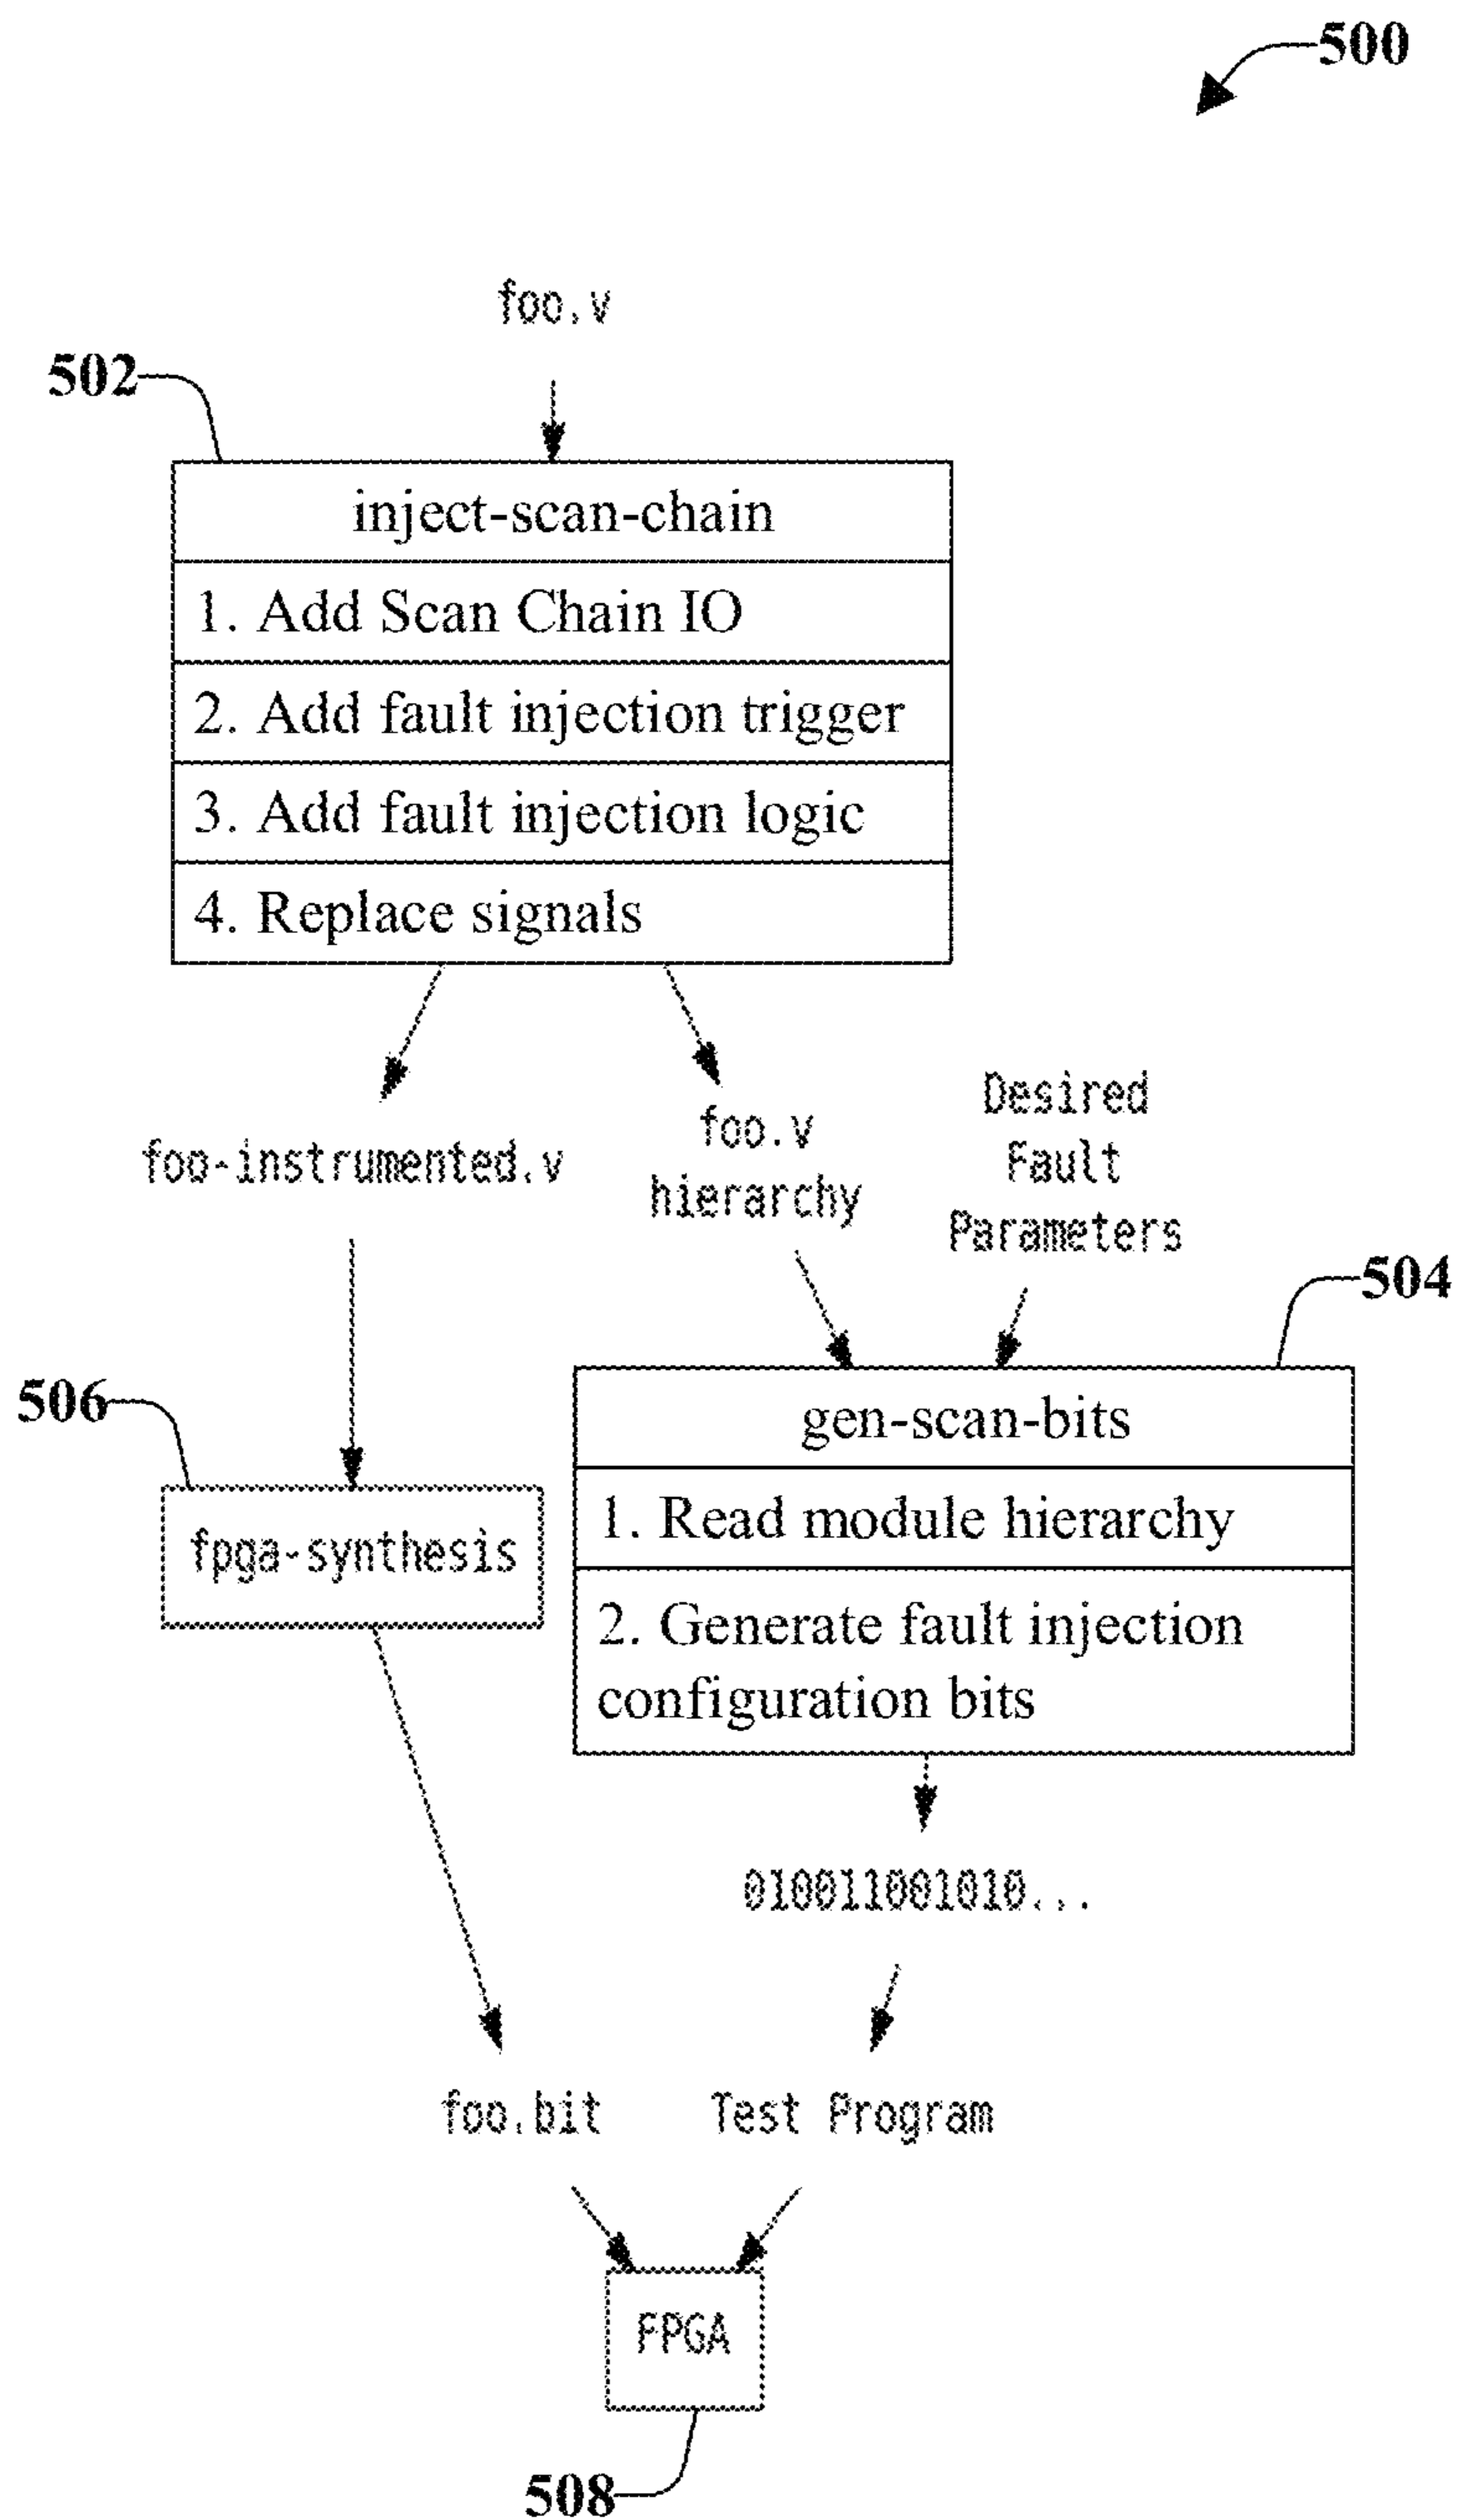 500
foo.v
502
inject-scan-chain
1. Add Scan Chain IO
2. Add fault injection trigger
3. Add fault injection logic
4. Replace signals
foo-instrumented.v
foo.v
hierarchy
Desired
Fault
Parameters
504
506
fpga-synthesis
gen-scan-bits
1. Read module hierarchy
2. Generate fault injection
configuration bits
010011001010...
foo.bit
Test Program
FPGA
508